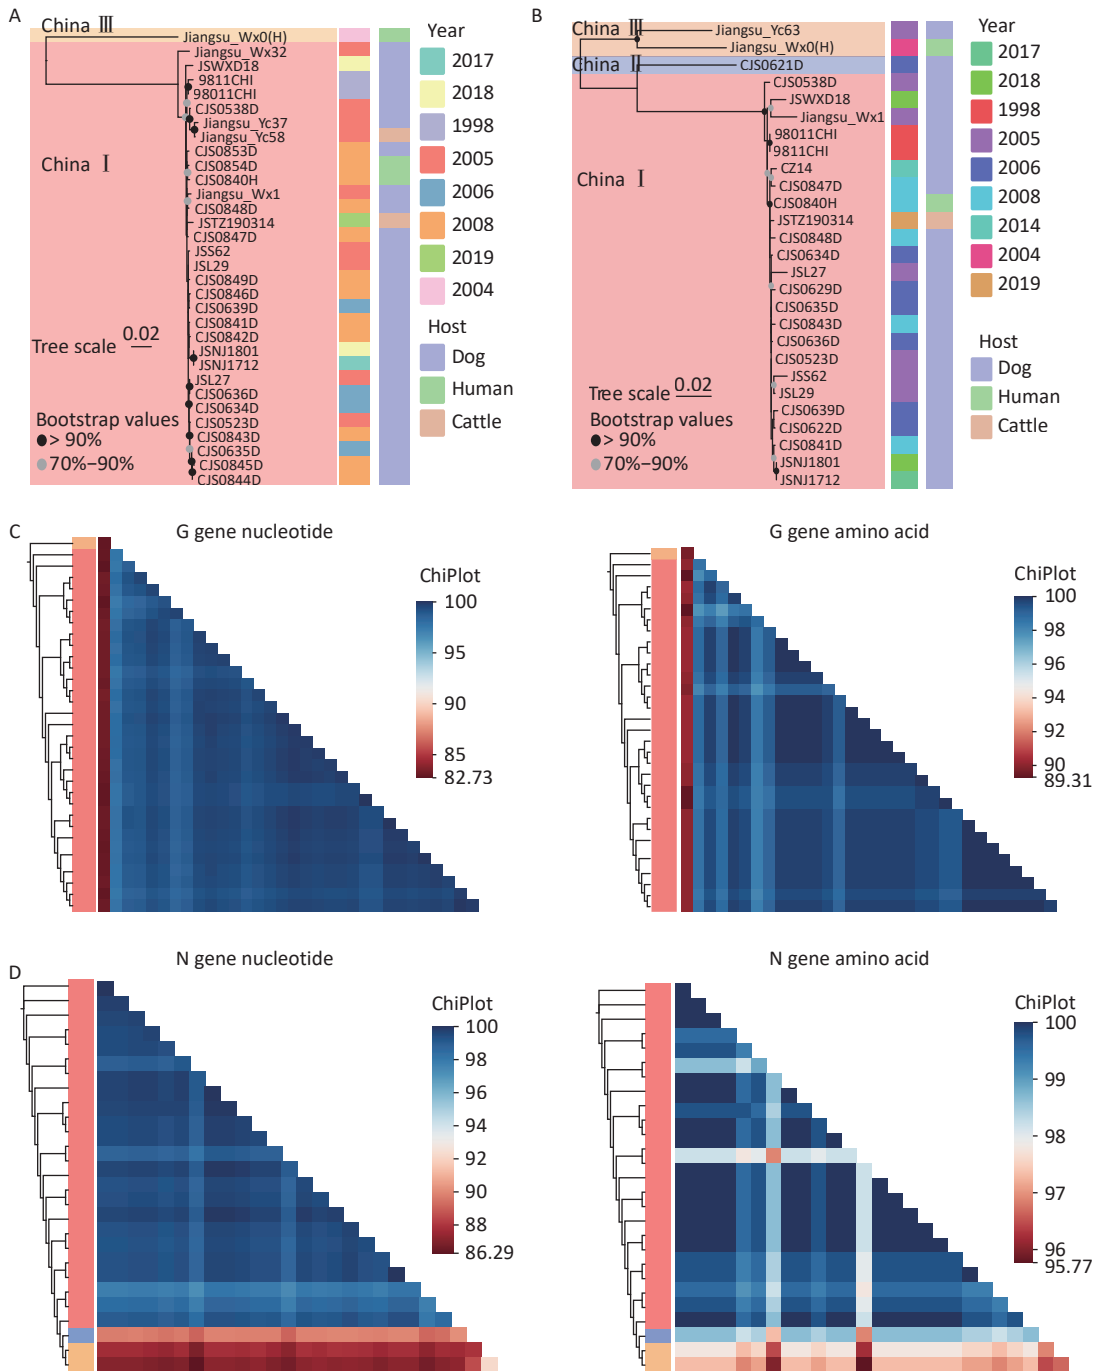 A
China Ⅲ
Jiangsu_Wx0(H)
Jiangsu_Wx32
JSWXD18
9811CHI
98011CHI
CJS0538D
Jiangsu_Yc37
Jiangsu_Yc58
CJS0853D
China Ⅰ
CJS0854D
CJS0840H
Jiangsu_Wx1
CJS0848D
JSTZ190314
CJS0847D
JSS62
JSL29
CJS0849D
CJS0846D
CJS0639D
CJS0841D
CJS0842D
JSNJ1801
JSNJ1712
JSL27
CJS0636D
CJS0634D
CJS0523D
CJS0843D
CJS0635D
CJS0845D
CJS0844D
Tree scale 0.02
Bootstrap values
> 90%
70%–90%
Year
2017
2018
1998
2005
2006
2008
2019
2004
Host
Dog
Human
Cattle
B
China Ⅲ
Jiangsu_Yc63
Jiangsu_Wx0(H)
China Ⅱ
CJS0621D
CJS0538D
JSWXD18
Jiangsu_Wx1
98011CHI
9811CHI
CZ14
China Ⅰ
CJS0847D
CJS0840H
JSTZ190314
CJS0848D
CJS0634D
JSL27
CJS0629D
CJS0635D
CJS0843D
CJS0636D
CJS0523D
JSS62
JSL29
CJS0639D
CJS0622D
CJS0841D
JSNJ1801
JSNJ1712
Tree scale 0.02
Bootstrap values
> 90%
70%–90%
Year
2017
2018
1998
2005
2006
2008
2014
2004
2019
Host
Dog
Human
Cattle
C
G gene nucleotide
ChiPlot
100
95
90
85
82.73
G gene amino acid
ChiPlot
100
98
96
94
92
90
89.31
D
N gene nucleotide
ChiPlot
100
98
96
94
92
90
88
86.29
N gene amino acid
ChiPlot
100
99
98
97
96
95.77